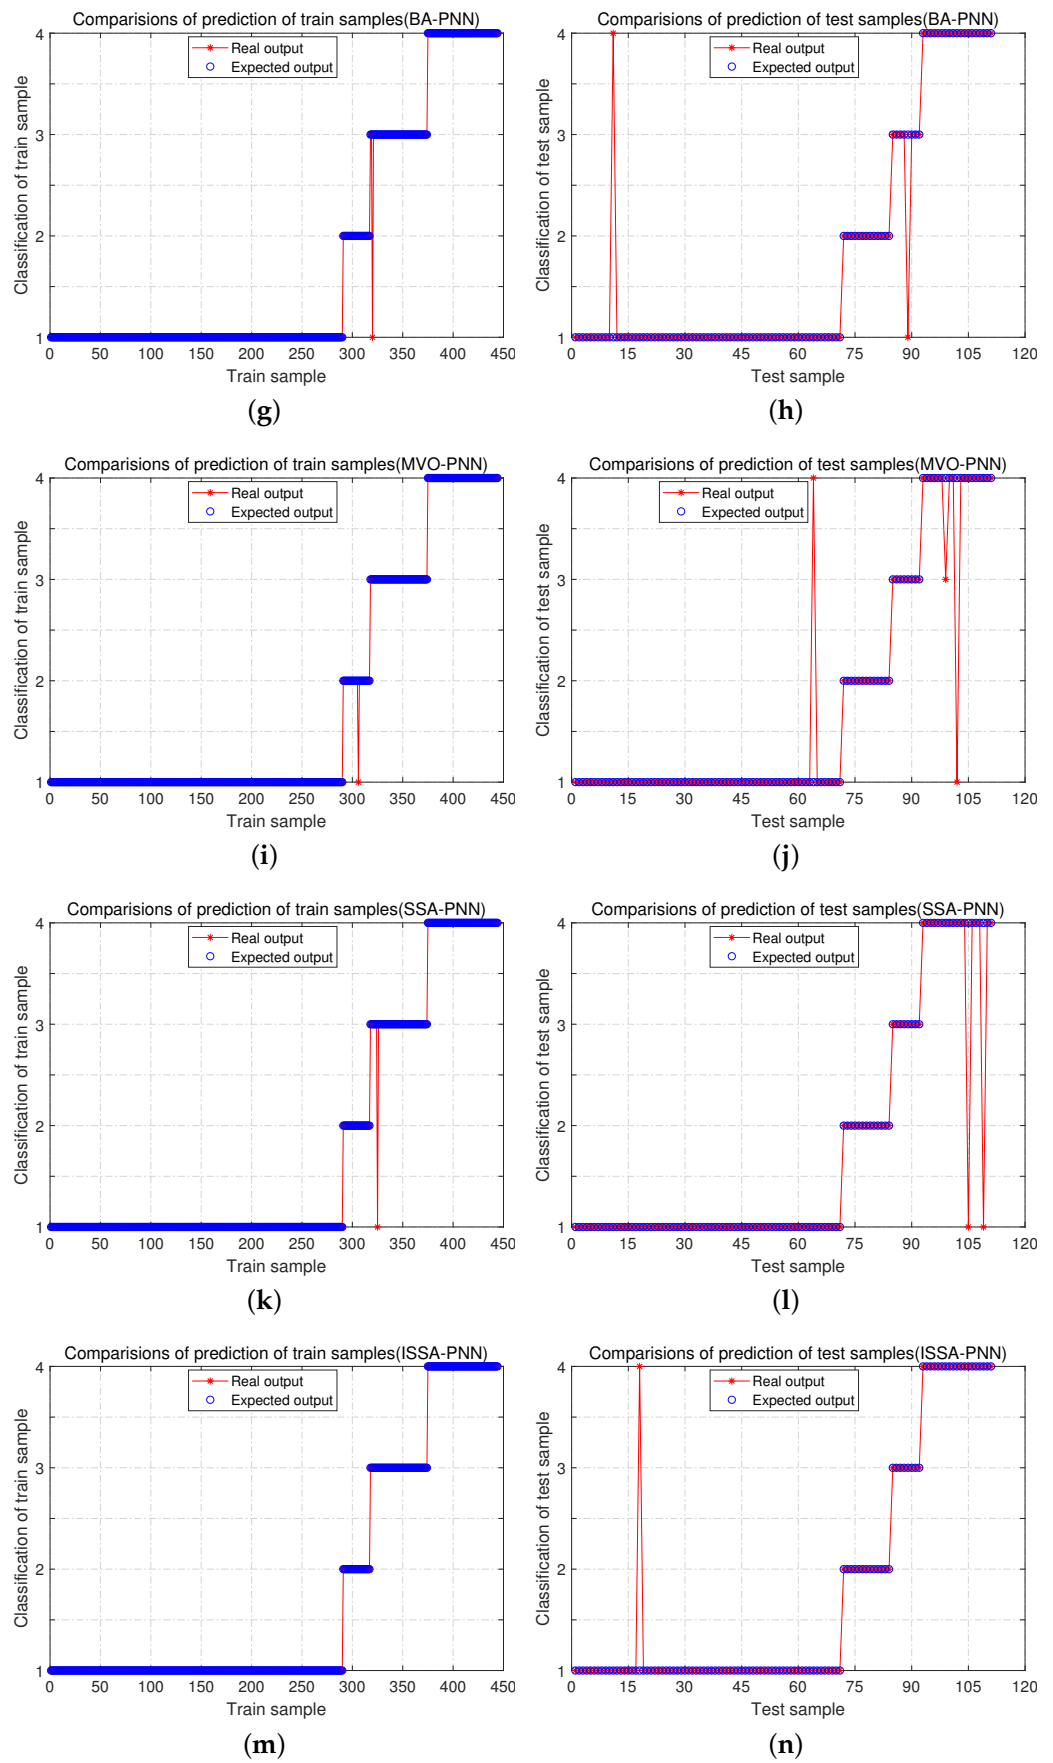 Comparisions of prediction of train samples(BA-PNN)
Real output
Expected output
Classification of train sample
4
3
2
1
0 50 100 150 200 250 300 350 400 450
Train sample
(g)
Comparisions of prediction of test samples(BA-PNN)
Real output
Expected output
Classification of test sample
4
3
2
1
0 15 30 45 60 75 90 105 120
Test sample
(h)
Comparisions of prediction of train samples(MVO-PNN)
Real output
Expected output
Classification of train sample
4
3
2
1
0 50 100 150 200 250 300 350 400 450
Train sample
(i)
Comparisions of prediction of test samples(MVO-PNN)
Real output
Expected output
Classification of test sample
4
3
2
1
0 15 30 45 60 75 90 105 120
Test sample
(j)
Comparisions of prediction of train samples(SSA-PNN)
Real output
Expected output
Classification of train sample
4
3
2
1
0 50 100 150 200 250 300 350 400 450
Train sample
(k)
Comparisions of prediction of test samples(SSA-PNN)
Real output
Expected output
Classification of test sample
4
3
2
1
0 15 30 45 60 75 90 105 120
Test sample
(l)
Comparisions of prediction of train samples(ISSA-PNN)
Real output
Expected output
Classification of train sample
4
3
2
1
0 50 100 150 200 250 300 350 400 450
Train sample
(m)
Comparisions of prediction of test samples(ISSA-PNN)
Real output
Expected output
Classification of test sample
4
3
2
1
0 15 30 45 60 75 90 105 120
Test sample
(n)